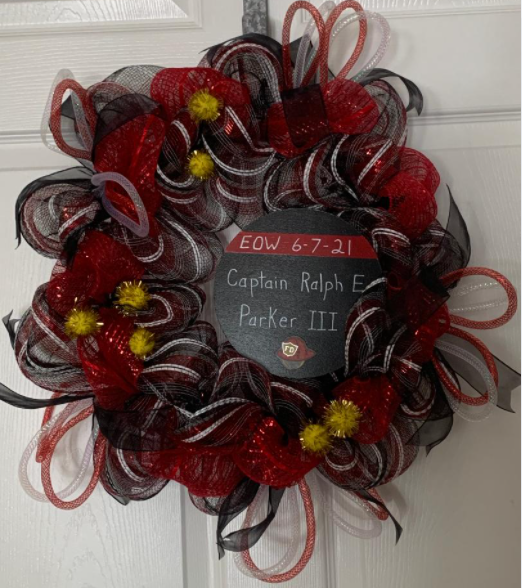 EOW 6-7-21
Captain Ralph E
Parker III
FD